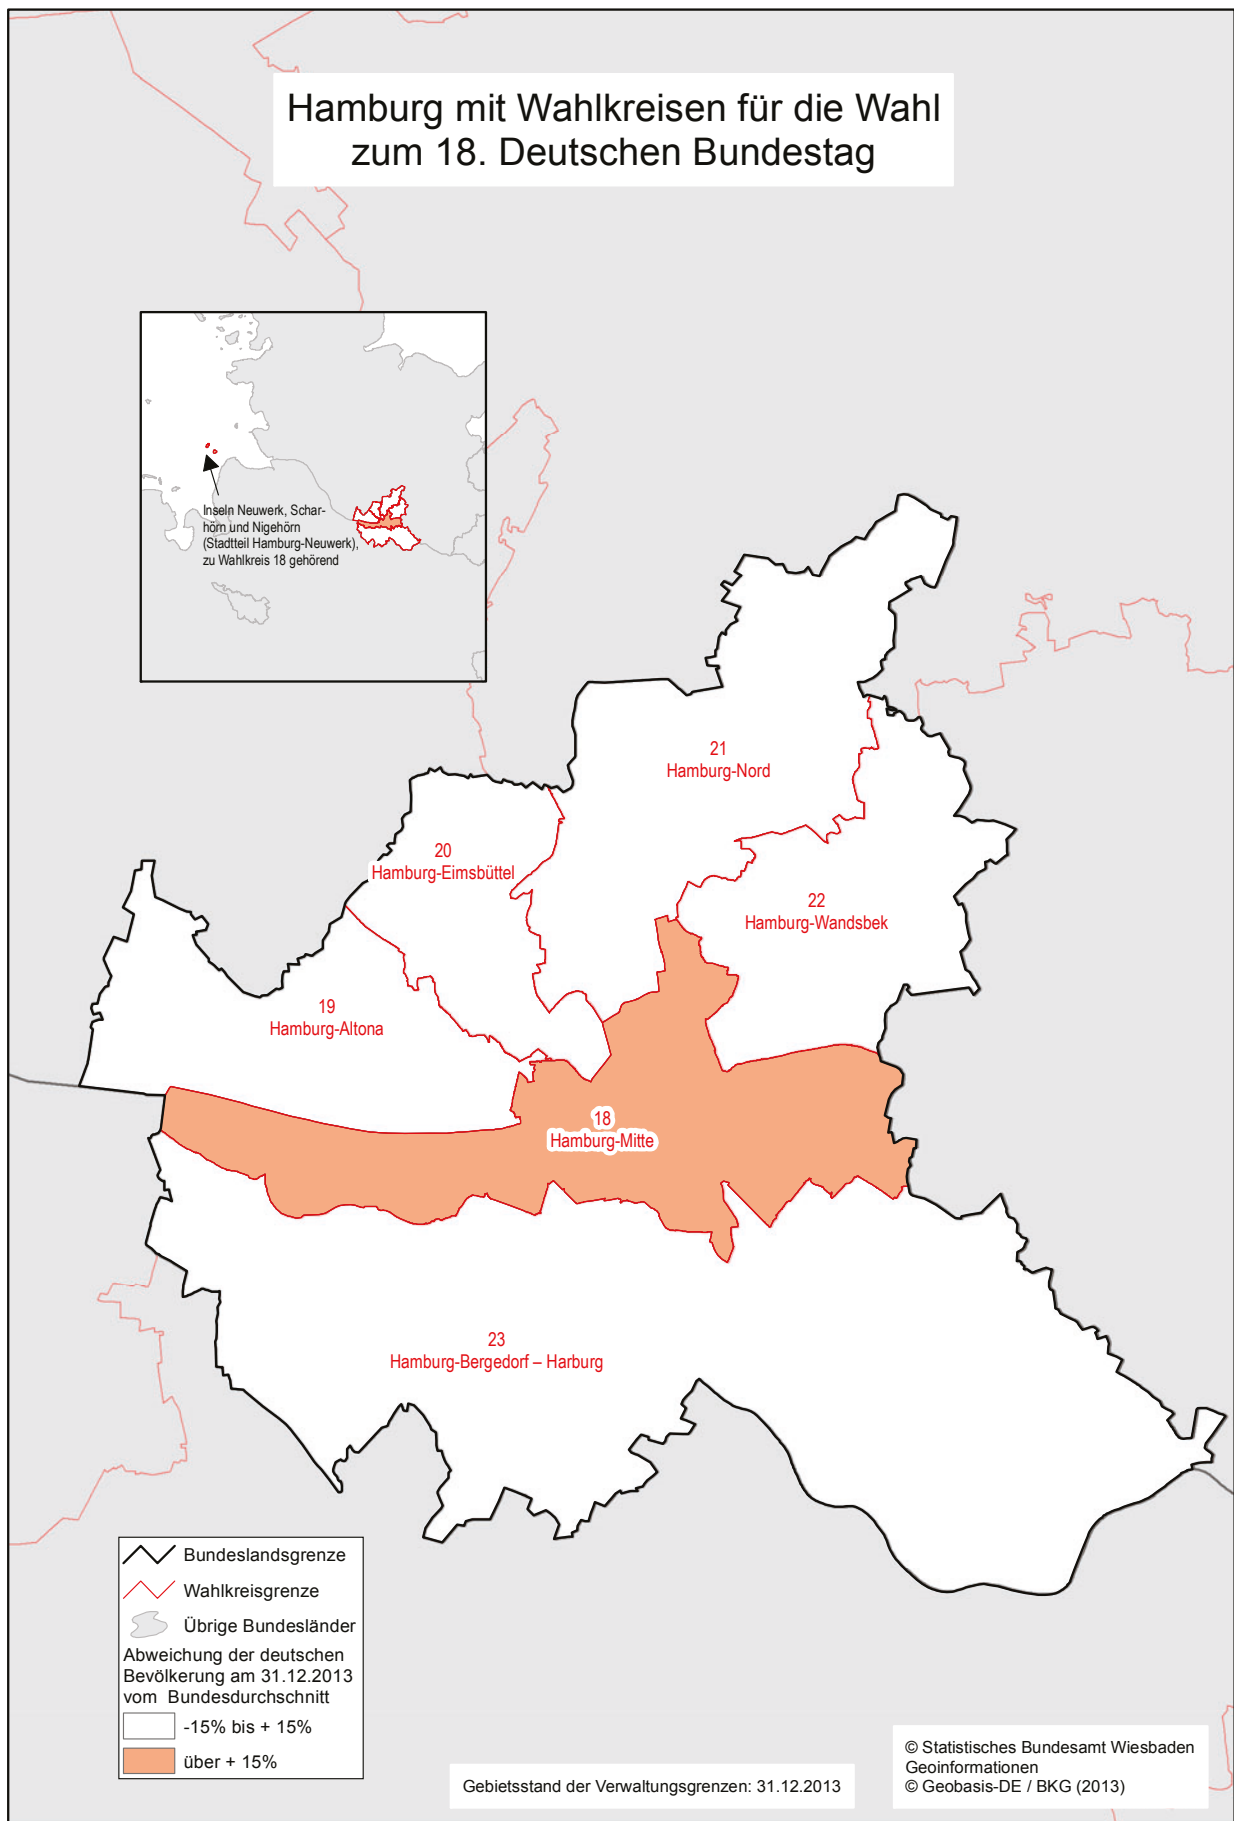 Hamburg mit Wahlkreisen für die Wahl
zum 18. Deutschen Bundestag
Inseln Neuwerk, Schar-
hörn und Nigehörn
(Stadtteil Hamburg-Neuwerk),
zu Wahlkreis 18 gehörend
21
Hamburg-Nord
20
Hamburg-Eimsbüttel
22
Hamburg-Wandsbek
19
Hamburg-Altona
18
Hamburg-Mitte
23
Hamburg-Bergedorf – Harburg
Bundeslandsgrenze
Wahlkreisgrenze
Übrige Bundesländer
Abweichung der deutschen
Bevölkerung am 31.12.2013
vom Bundesdurchschnitt
-15% bis + 15%
über + 15%
Gebietsstand der Verwaltungsgrenzen: 31.12.2013
© Statistisches Bundesamt Wiesbaden
Geoinformationen
© Geobasis-DE / BKG (2013)